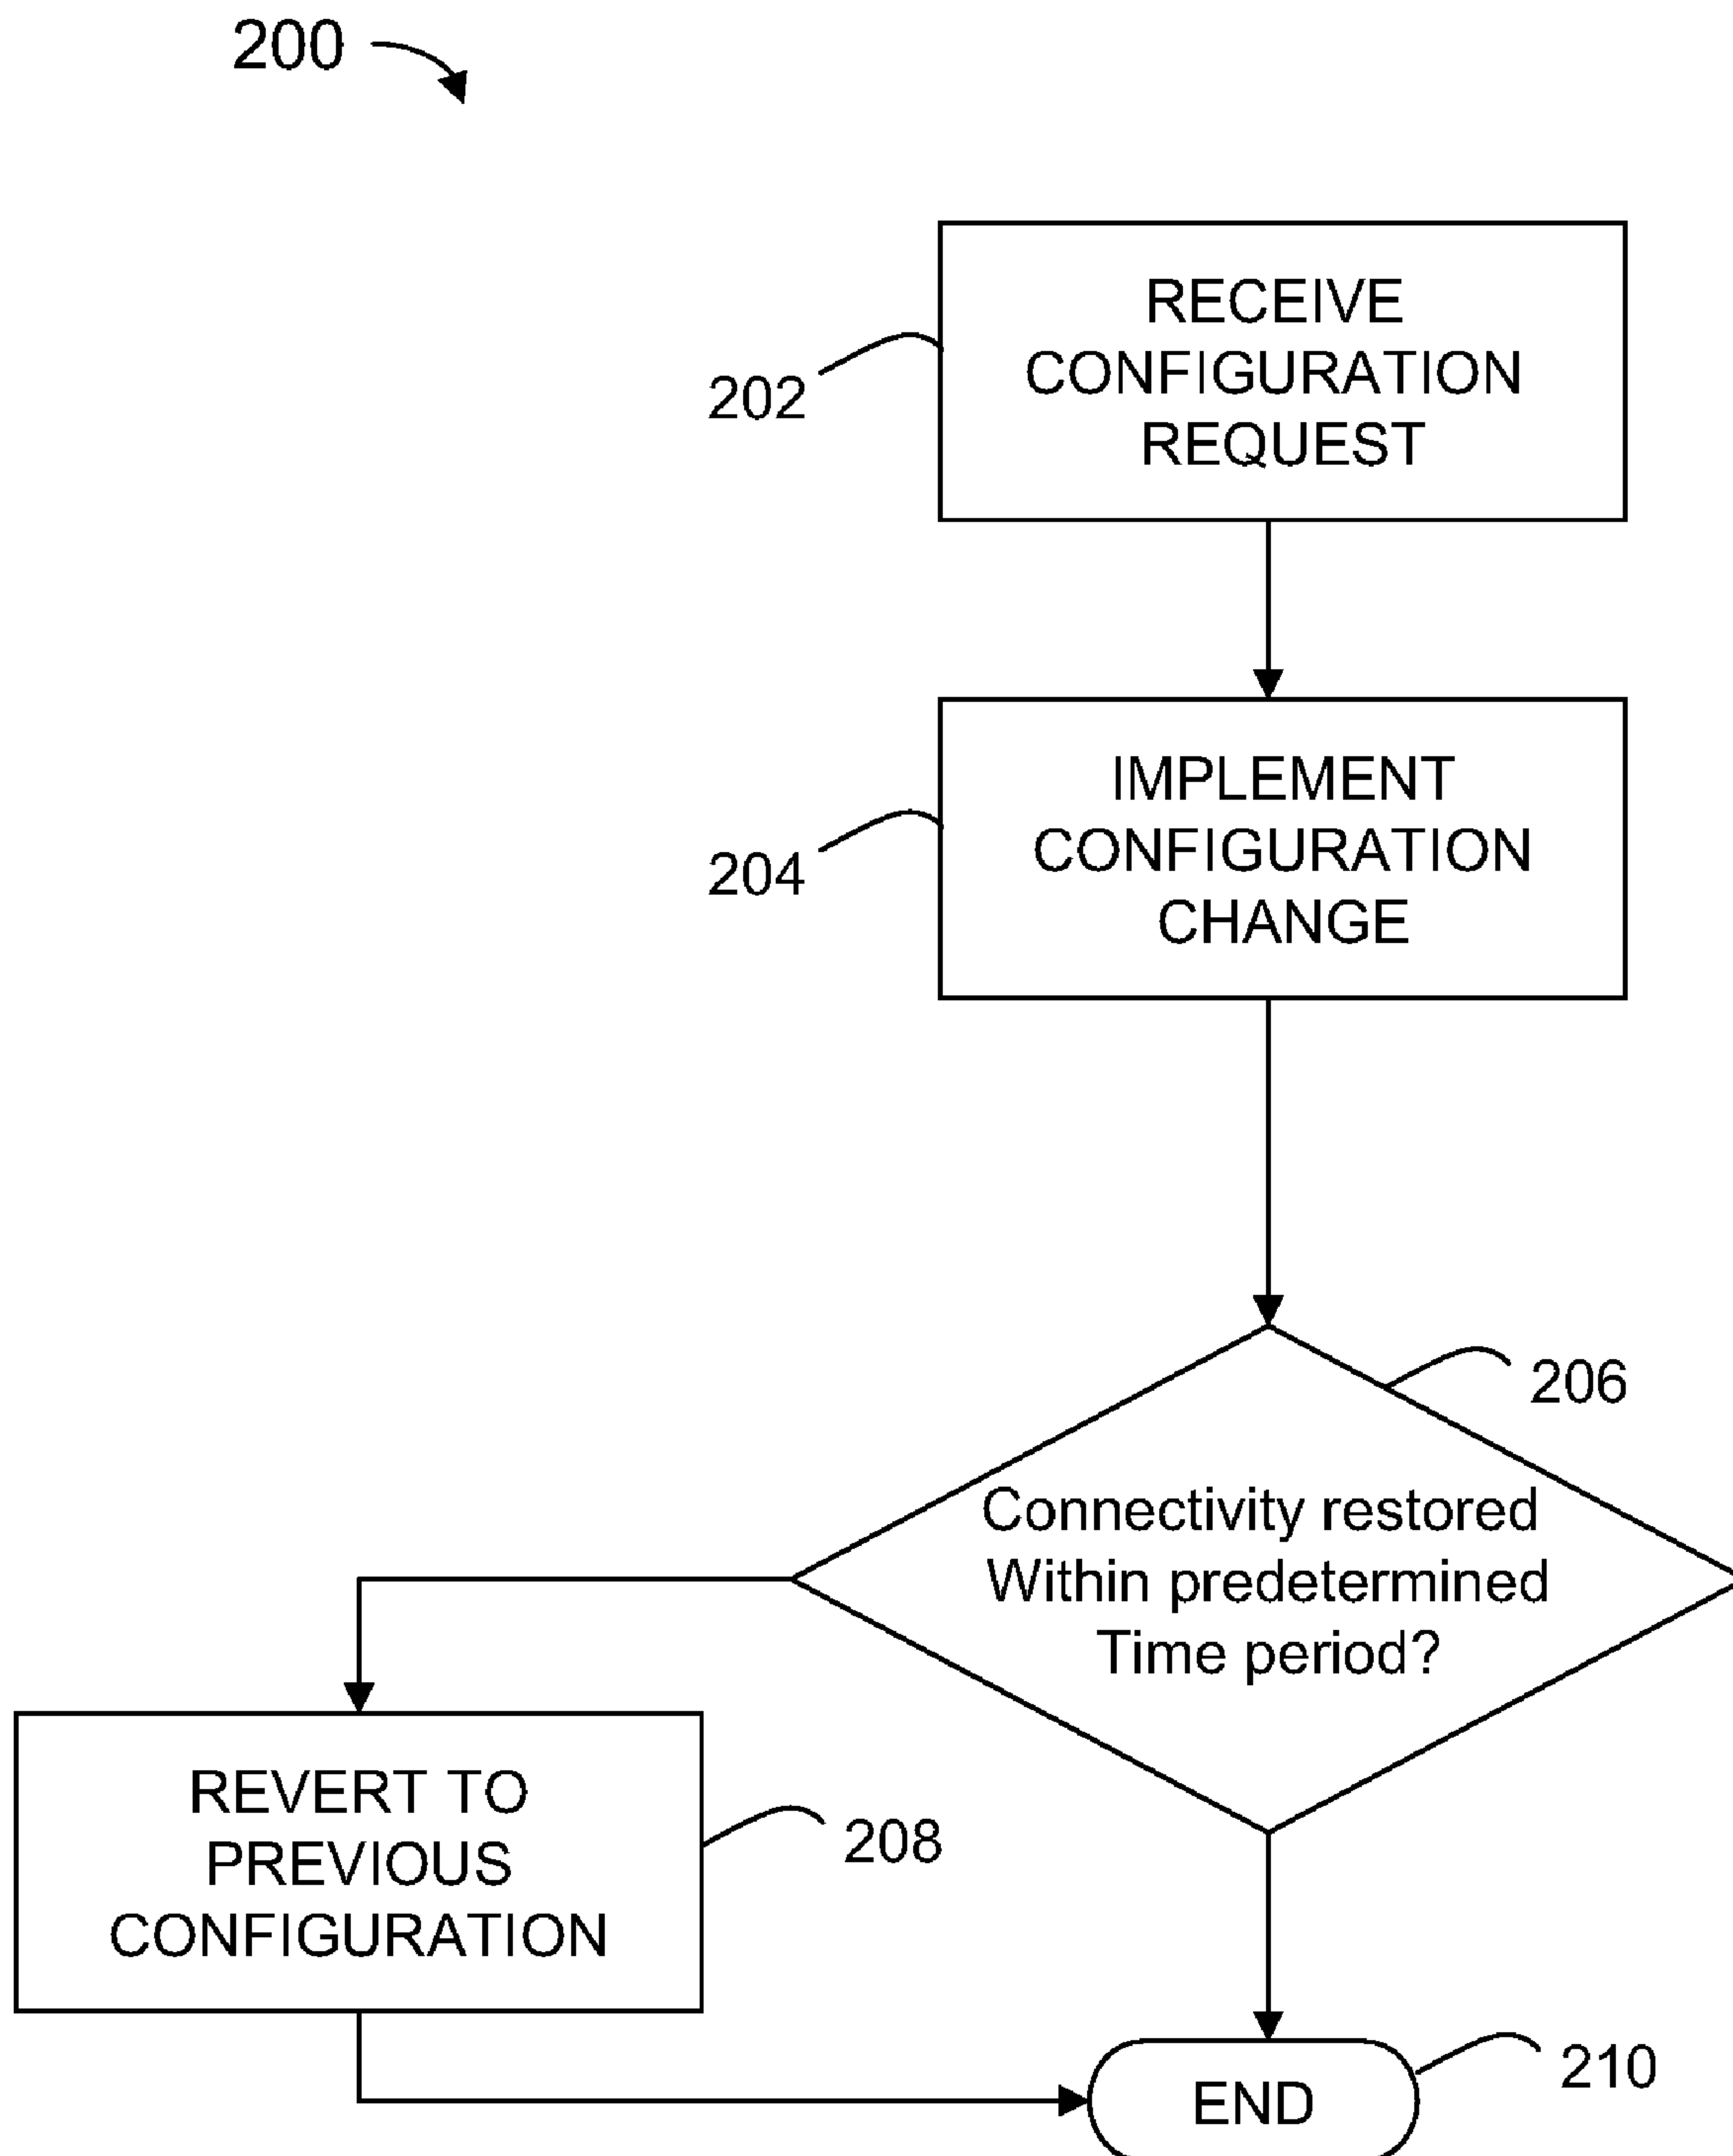 200
RECEIVE
CONFIGURATION
REQUEST
202
IMPLEMENT
CONFIGURATION
CHANGE
204
206
Connectivity restored
Within predetermined
Time period?
REVERT TO
PREVIOUS
CONFIGURATION
208
210
END